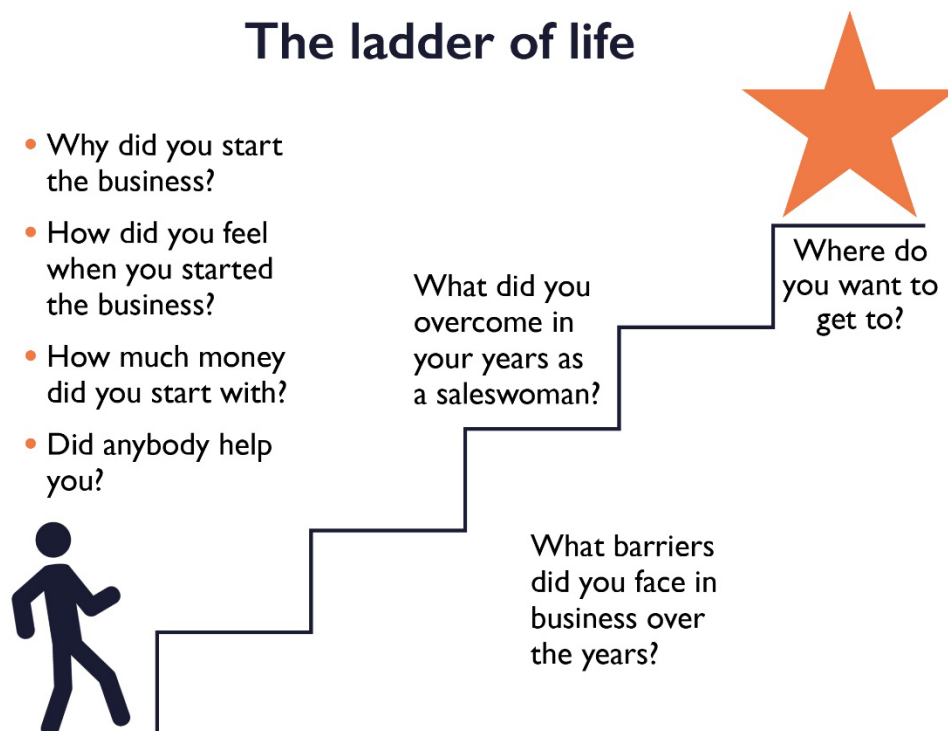 The ladder of life
• Why did you start
the business?
• How did you feel
when you started
the business?
• How much money
did you start with?
• Did anybody help
you?
What did you
overcome in
your years as
a saleswoman?
Where do
you want to
get to?
What barriers
did you face in
business over
the years?